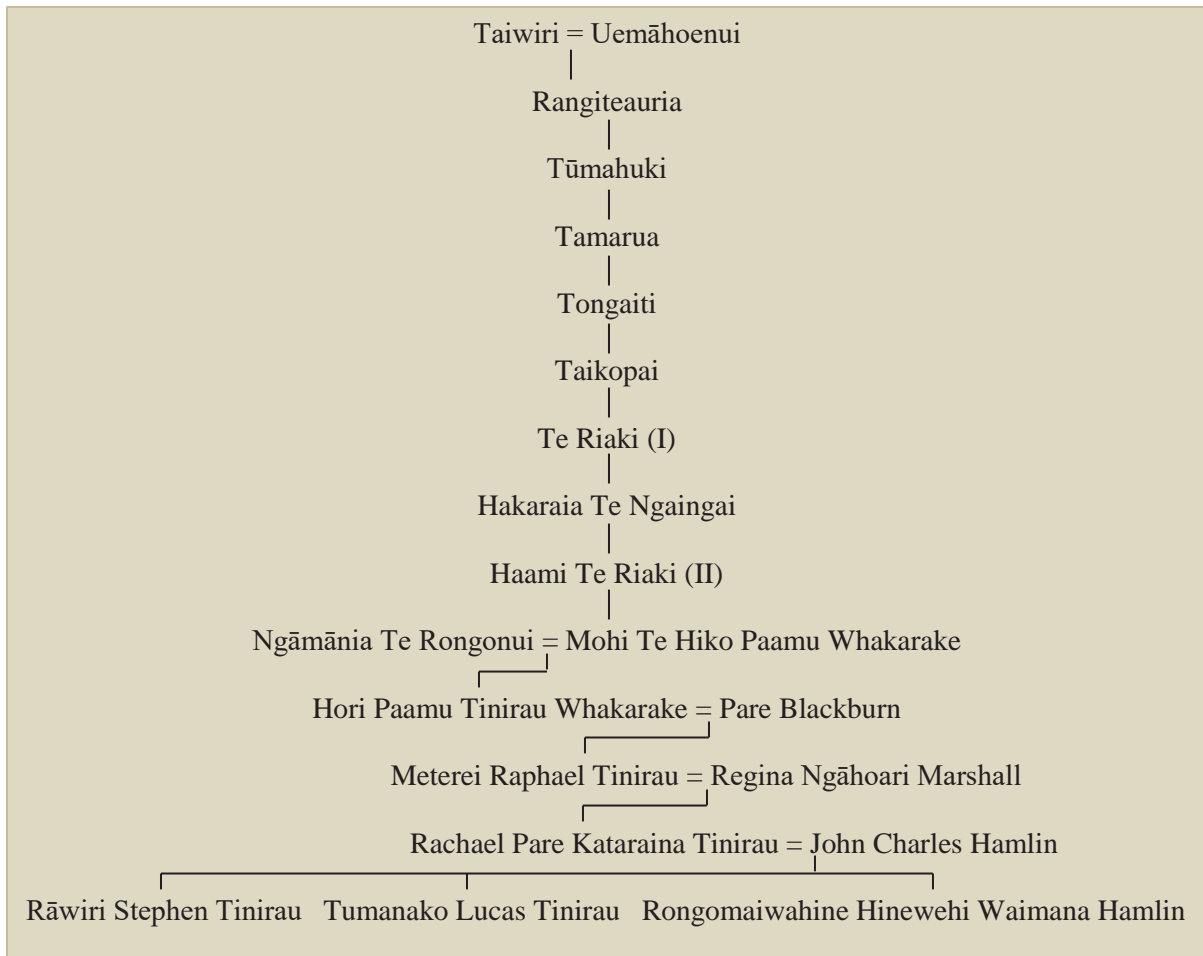 Taiwiri = Uemāhoenui
Rangiteauria
Tūmahuki
Tamarua
Tongaiti
Taikopai
Te Riaki (I)
Hakaraia Te Ngaingai
Haami Te Riaki (II)
Ngāmānia Te Rongonui = Mohi Te Hiko Paamu Whakarake
Hori Paamu Tinirau Whakarake = Pare Blackburn
Meterei Raphael Tinirau = Regina Ngāhoari Marshall
Rachael Pare Kataraina Tinirau = John Charles Hamlin
Rāwiri Stephen Tinirau Tumanako Lucas Tinirau Rongomaiwahine Hinewehi Waimana Hamlin